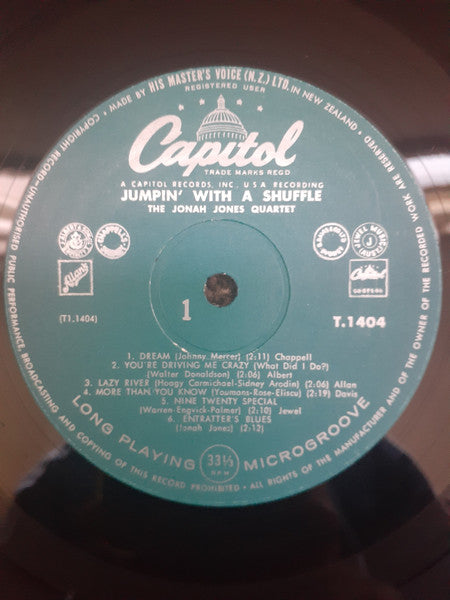 MADE BY HIS MASTER'S VOICE (N.Z.) LTD. IN NEW ZEALAND
REGISTERED USER
Capitol
TRADE MARKS REGD
A CAPITOL RECORDS, INC., U.S.A. RECORDING
JUMPIN' WITH A SHUFFLE
THE JONAH JONES QUARTET
Capitol
(T1.1404)
1
T.1404
1. DREAM (Johnny Mercer) (2:11) Chappell
2. YOU'RE DRIVING ME CRAZY (What Did I Do?)
(Walter Donaldson) (2:06) Albert
3. LAZY RIVER (Hoagy Carmichael-Sidney Arodin) (2:06) Allan
4. MORE THAN YOU KNOW (Youmans-Rose-Eliscu) (2:19) Davis
5. NINE TWENTY SPECIAL
(Warren-Engvick-Palmer) (2:10) Jewel
6. ENTRATTER'S BLUES
(Jonah Jones) (2:12)
LONG PLAYING 33⅓ RPM MICROGROOVE
COPYRIGHT RECORD-UNAUTHORISED PUBLIC PERFORMANCE, BROADCASTING AND COPYING OF THIS RECORD PROHIBITED • ALL RIGHTS OF THE MANUFACTURER AND OF THE OWNER OF THE RECORDED WORK ARE RESERVED